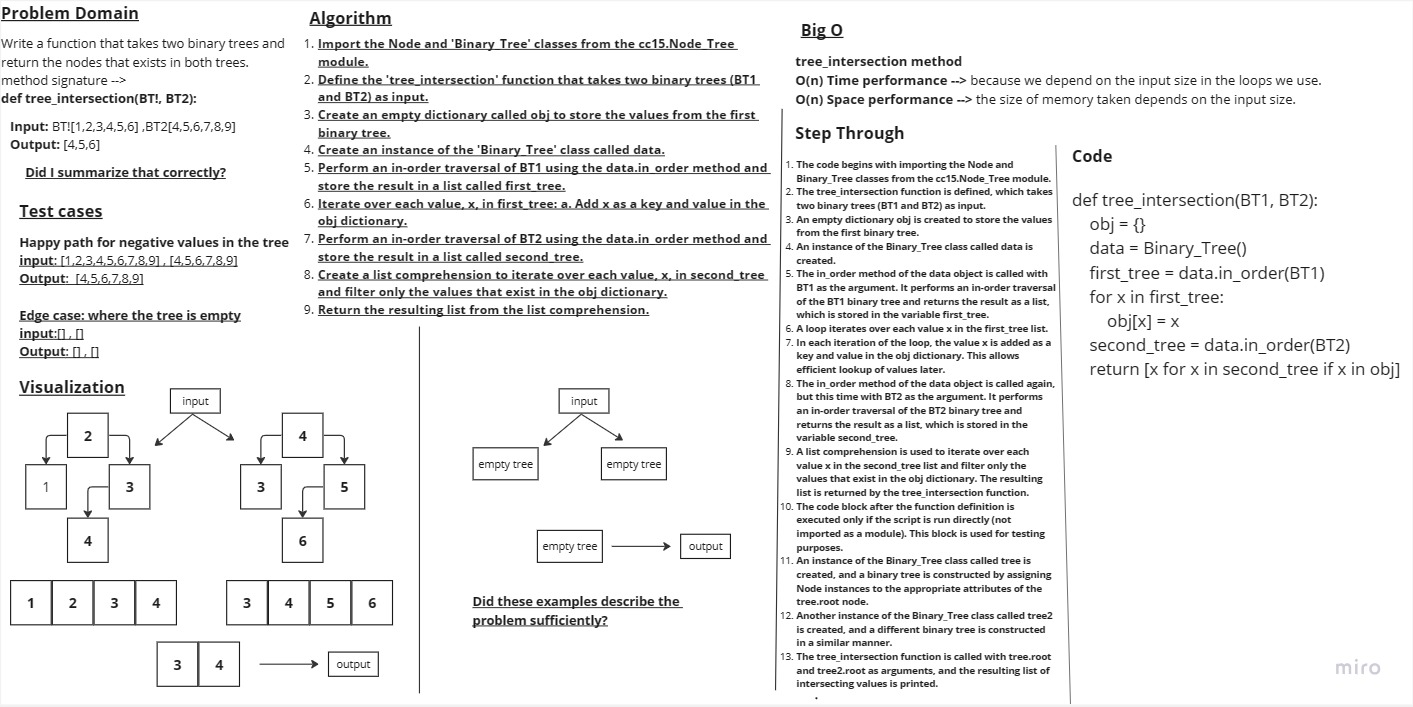 Problem Domain
Write a function that takes two binary trees and
return the nodes that exists in both trees.
method signature -->
def tree_intersection(BT!, BT2):
Input: BT![1,2,3,4,5,6] ,BT2[4,5,6,7,8,9]
Output: [4,5,6]
Did I summarize that correctly?
Test cases
Happy path for negative values in the tree
input: [1,2,3,4,5,6,7,8,9] , [4,5,6,7,8,9]
Output:  [4,5,6,7,8,9]
Edge case: where the tree is empty
input:[] , []
Output: [] , []
Visualization
input
2
4
1
3
3
5
4
6
1 2 3 4
3 4 5 6
3 4
output
Algorithm
1. Import the Node and 'Binary_Tree' classes from the cc15.Node_Tree
module.
2. Define the 'tree_intersection' function that takes two binary trees (BT1
and BT2) as input.
3. Create an empty dictionary called obj to store the values from the first
binary tree.
4. Create an instance of the 'Binary_Tree' class called data.
5. Perform an in-order traversal of BT1 using the data.in_order method and
store the result in a list called first_tree.
6. Iterate over each value, x, in first_tree: a. Add x as a key and value in the
obj dictionary.
7. Perform an in-order traversal of BT2 using the data.in_order method and
store the result in a list called second_tree.
8. Create a list comprehension to iterate over each value, x, in second_tree
and filter only the values that exist in the obj dictionary.
9. Return the resulting list from the list comprehension.
input
empty tree
empty tree
empty tree
output
Did these examples describe the
problem sufficiently?
Big O
tree_intersection method
O(n) Time performance --> because we depend on the input size in the loops we use.
O(n) Space performance --> the size of memory taken depends on the input size.
Step Through
1. The code begins with importing the Node and
Binary_Tree classes from the cc15.Node_Tree module.
2. The tree_intersection function is defined, which takes
two binary trees (BT1 and BT2) as input.
3. An empty dictionary obj is created to store the values
from the first binary tree.
4. An instance of the Binary_Tree class called data is
created.
5. The in_order method of the data object is called with
BT1 as the argument. It performs an in-order traversal
of the BT1 binary tree and returns the result as a list,
which is stored in the variable first_tree.
6. A loop iterates over each value x in the first_tree list.
7. In each iteration of the loop, the value x is added as a
key and value in the obj dictionary. This allows
efficient lookup of values later.
8. The in_order method of the data object is called again,
but this time with BT2 as the argument. It performs
an in-order traversal of the BT2 binary tree and
returns the result as a list, which is stored in the
variable second_tree.
9. A list comprehension is used to iterate over each
value x in the second_tree list and filter only the
values that exist in the obj dictionary. The resulting
list is returned by the tree_intersection function.
10. The code block after the function definition is
executed only if the script is run directly (not
imported as a module). This block is used for testing
purposes.
11. An instance of the Binary_Tree class called tree is
created, and a binary tree is constructed by assigning
Node instances to the appropriate attributes of the
tree.root node.
12. Another instance of the Binary_Tree class called tree2
is created, and a different binary tree is constructed
in a similar manner.
13. The tree_intersection function is called with tree.root
and tree2.root as arguments, and the resulting list of
intersecting values is printed.
.
Code
def tree_intersection(BT1, BT2):
obj = {}
data = Binary_Tree()
first_tree = data.in_order(BT1)
for x in first_tree:
obj[x] = x
second_tree = data.in_order(BT2)
return [x for x in second_tree if x in obj]
miro